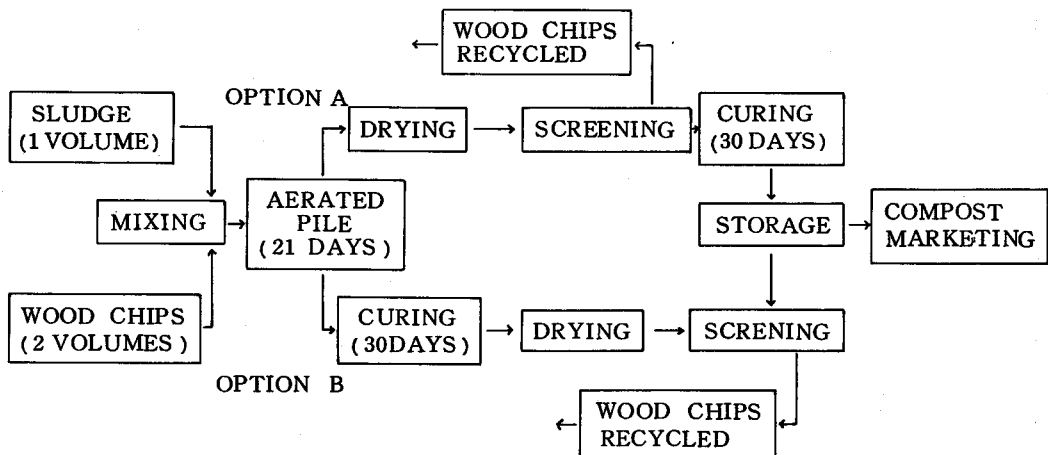 WOOD CHIPS
RECYCLED
OPTION A
SLUDGE
(1 VOLUME)
DRYING
SCREENING
CURING
(30 DAYS)
MIXING
AERATED
PILE
(21 DAYS)
STORAGE
COMPOST
MARKETING
WOOD CHIPS
(2 VOLUMES)
CURING
(30DAYS)
DRYING
SCRENING
OPTION B
WOOD CHIPS
RECYCLED